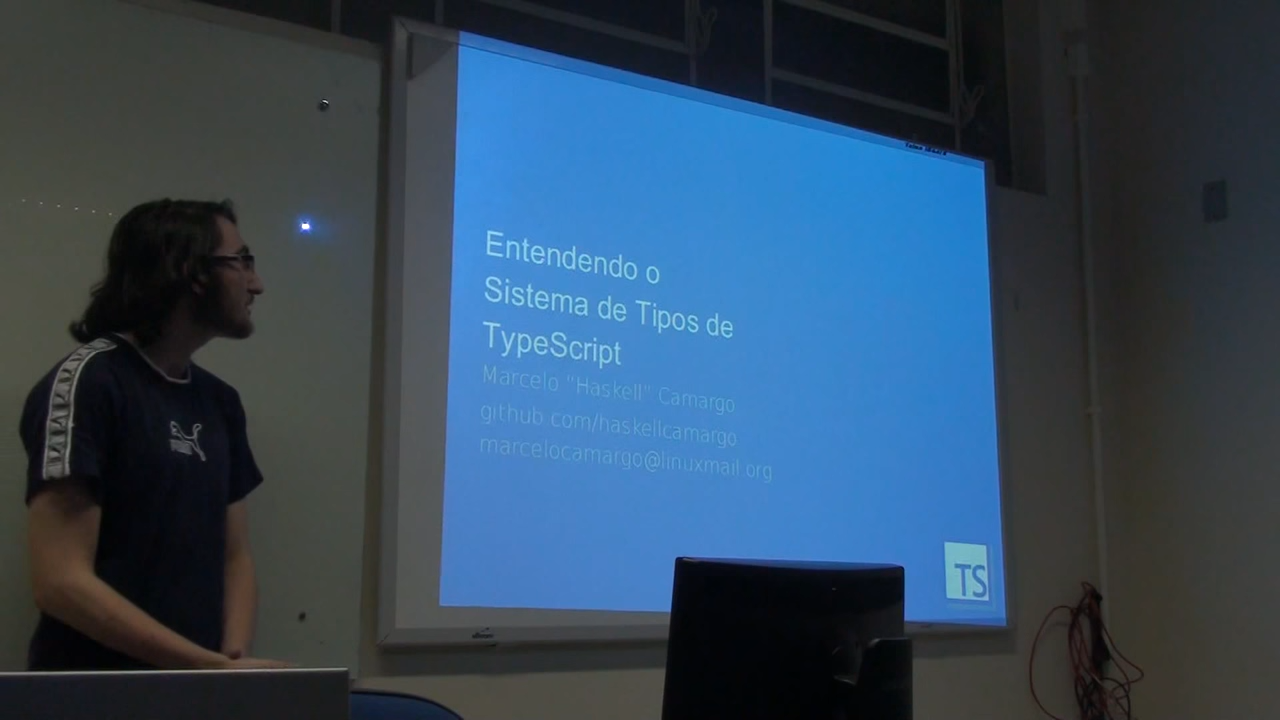 Entendendo o
Sistema de Tipos de
TypeScript
Marcelo "Haskell" Camargo
github.com/haskellcamargo
marcelocamargo@linuxmail.org
TS